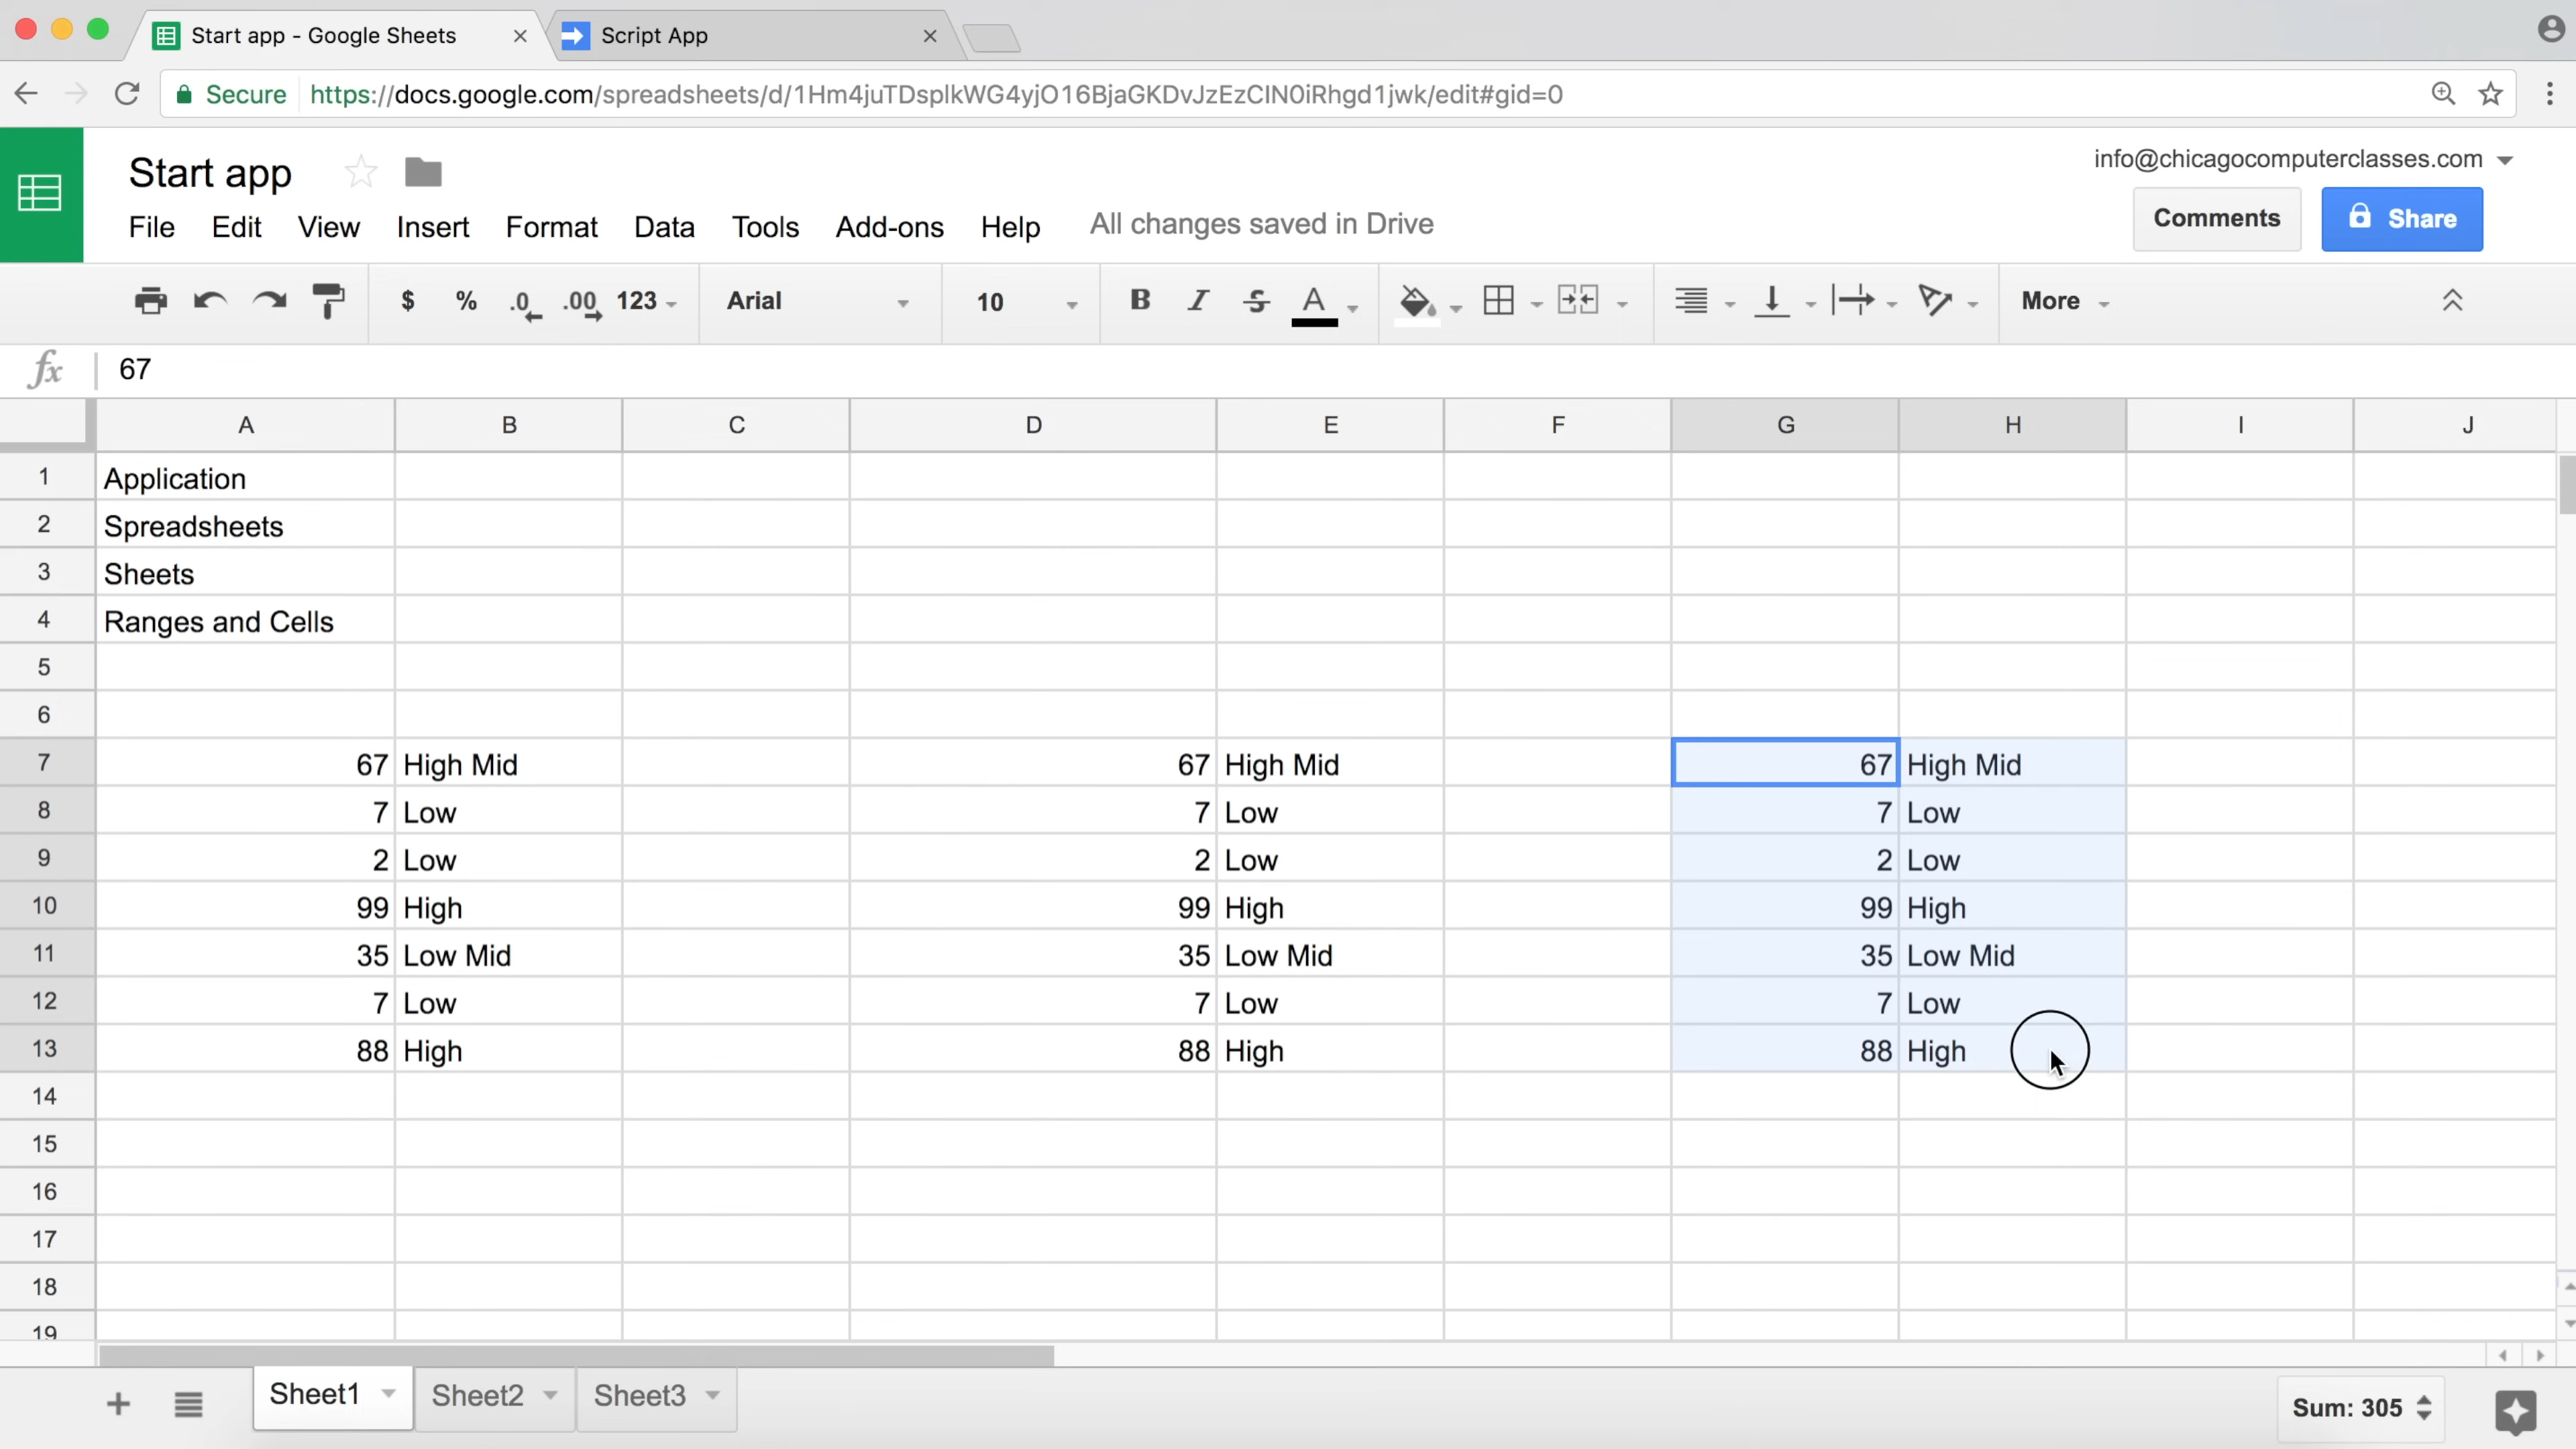 Start app - Google Sheets
Script App
Secure https://docs.google.com/spreadsheets/d/1Hm4juTDsplkWG4yjO16BjaGKDvJzEzCIN0iRhgd1jwk/edit#gid=0
Start app
info@chicagocomputerclasses.com
File Edit View Insert Format Data Tools Add-ons Help All changes saved in Drive
Comments Share
$ % .0 .00 123 Arial 10 B I S A More
fx 67
A B C D E F G H I J
1 Application
2 Spreadsheets
3 Sheets
4 Ranges and Cells
5
6
7 67 High Mid 67 High Mid 67 High Mid
8 7 Low 7 Low 7 Low
9 2 Low 2 Low 2 Low
10 99 High 99 High 99 High
11 35 Low Mid 35 Low Mid 35 Low Mid
12 7 Low 7 Low 7 Low
13 88 High 88 High 88 High
14
15
16
17
18
19
Sheet1 Sheet2 Sheet3 Sum: 305